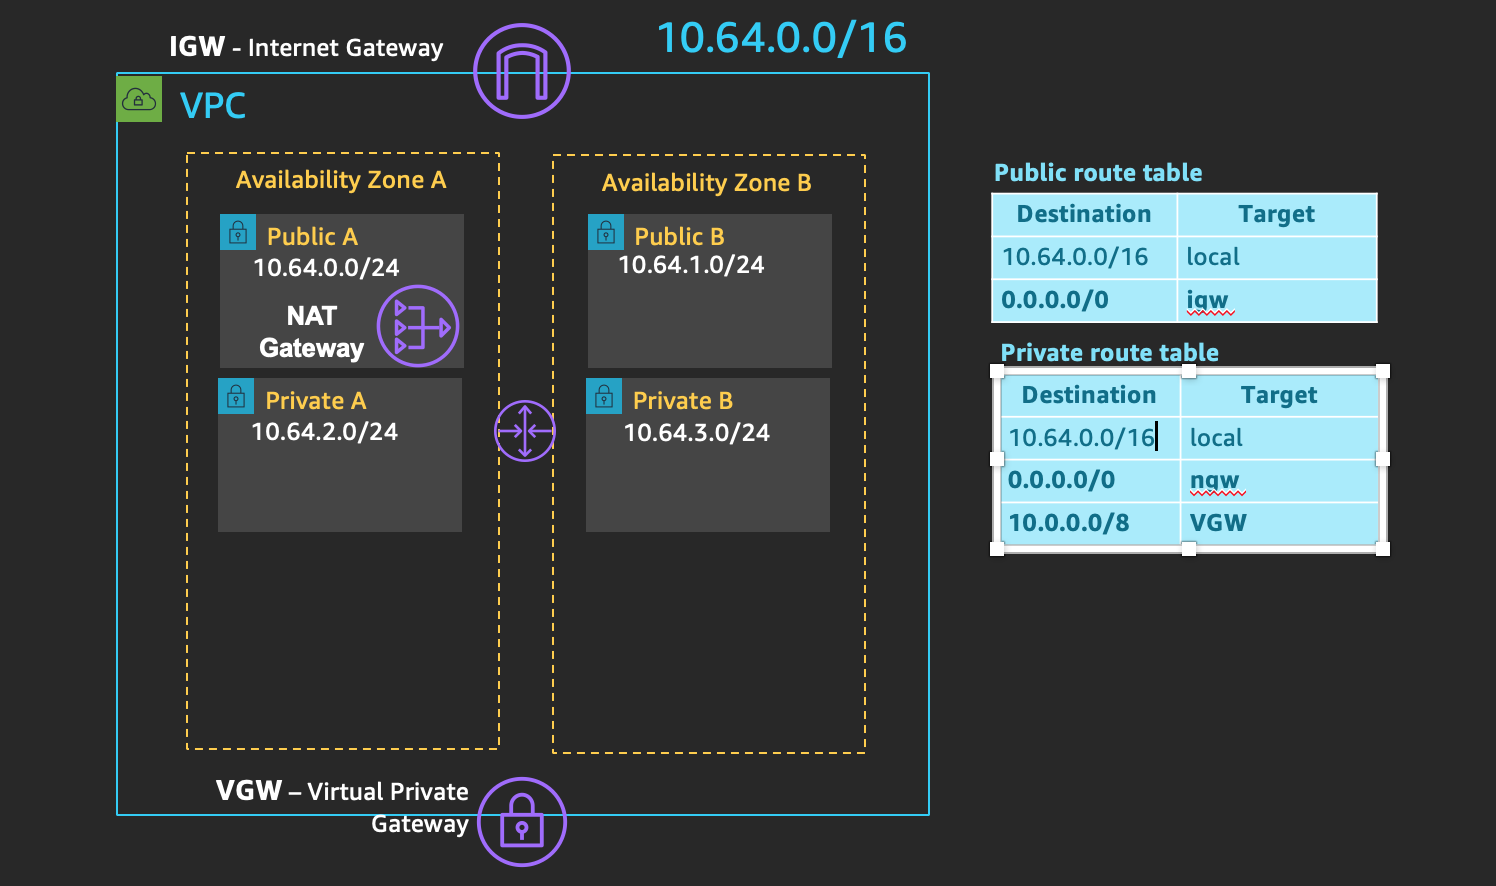 IGW - Internet Gateway
10.64.0.0/16
VPC
Availability Zone A
Public A
10.64.0.0/24
NAT
Gateway
Private A
10.64.2.0/24
Availability Zone B
Public B
10.64.1.0/24
Private B
10.64.3.0/24
VGW – Virtual Private
Gateway
Public route table
Destination Target
10.64.0.0/16 local
0.0.0.0/0 igw
Private route table
Destination Target
10.64.0.0/16 local
0.0.0.0/0 ngw
10.0.0.0/8 VGW